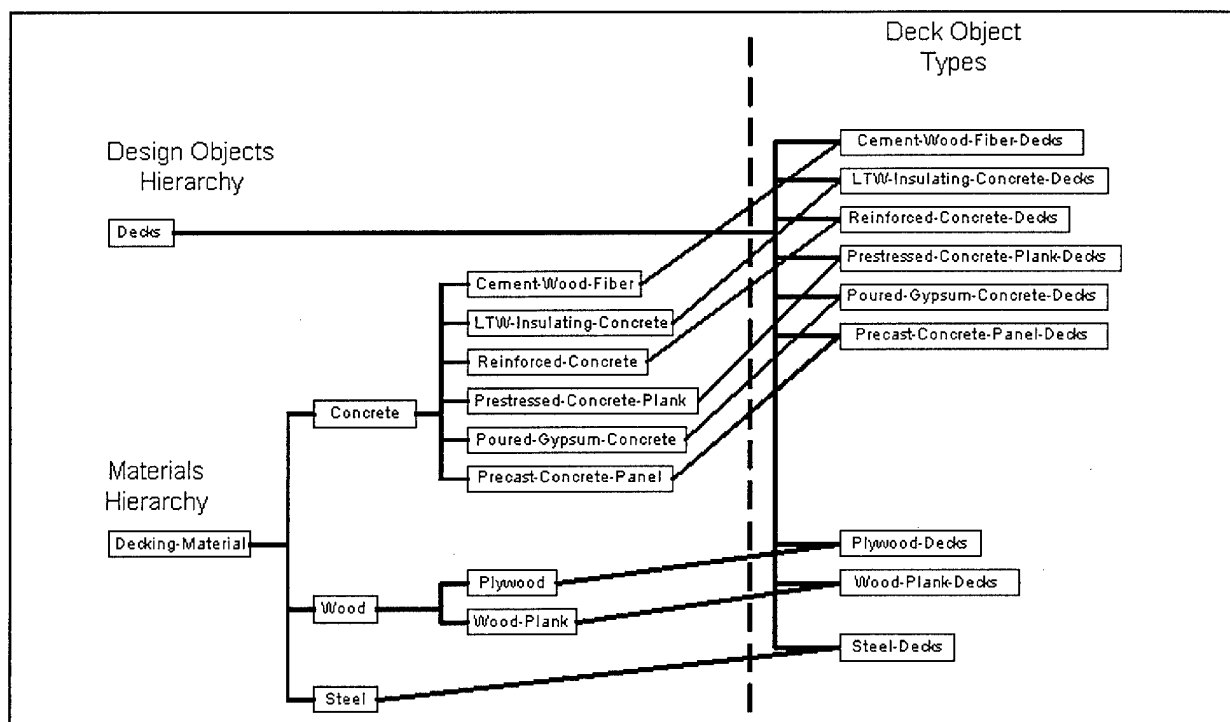 Deck Object
Types
Design Objects
Hierarchy
Decks
Cement-Wood-Fiber-Decks
LTW-Insulating-Concrete-Decks
Reinforced-Concrete-Decks
Prestressed-Concrete-Plank-Decks
Poured-Gypsum-Concrete-Decks
Precast-Concrete-Panel-Decks
Cement-Wood-Fiber
LTW-Insulating-Concrete
Reinforced-Concrete
Prestressed-Concrete-Plank
Poured-Gypsum-Concrete
Precast-Concrete-Panel
Concrete
Materials
Hierarchy
Decking-Material
Plywood
Wood-Plank
Wood
Steel
Plywood-Decks
Wood-Plank-Decks
Steel-Decks